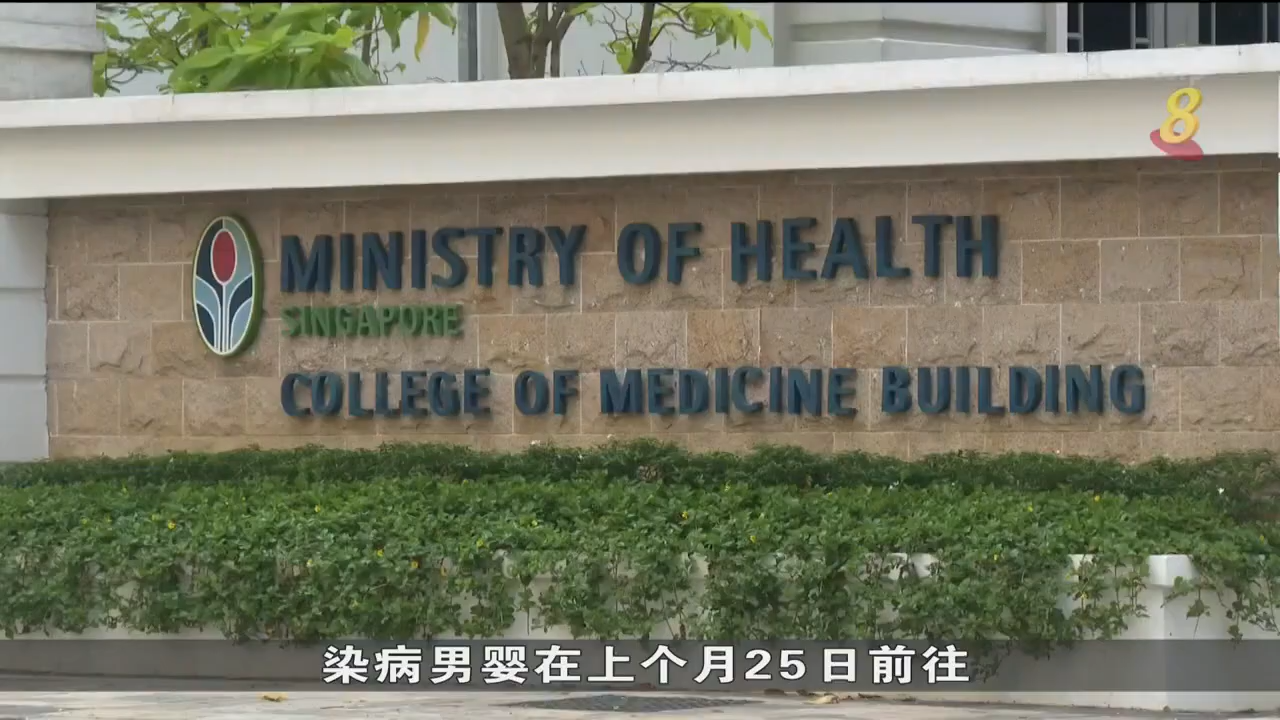 8
MINISTRY OF HEALTH
SINGAPORE
COLLEGE OF MEDICINE BUILDING
染病男婴在上个月25日前往